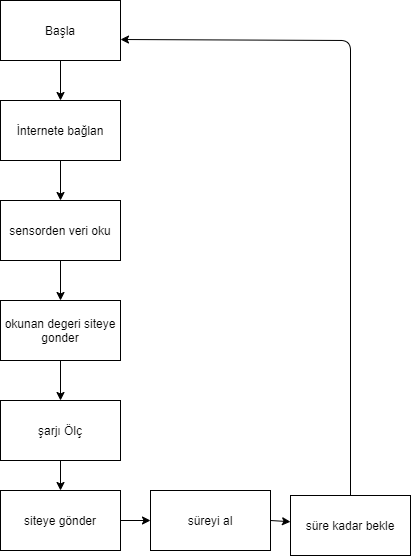 Başla
İnternete bağlan
sensorden veri oku
okunan degeri siteye
gonder
şarjı Ölç
siteye gönder
süreyi al
süre kadar bekle